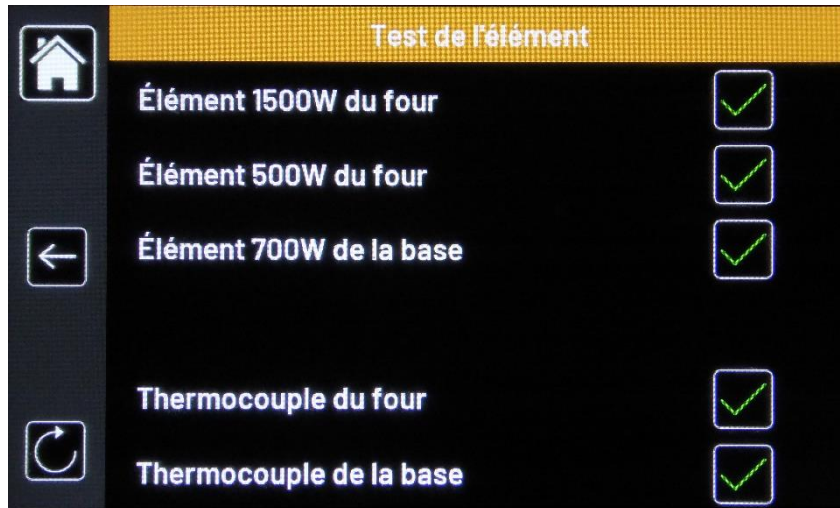 Test de l'élément
Élément 1500W du four
Élément 500W du four
Élément 700W de la base
Thermocouple du four
Thermocouple de la base